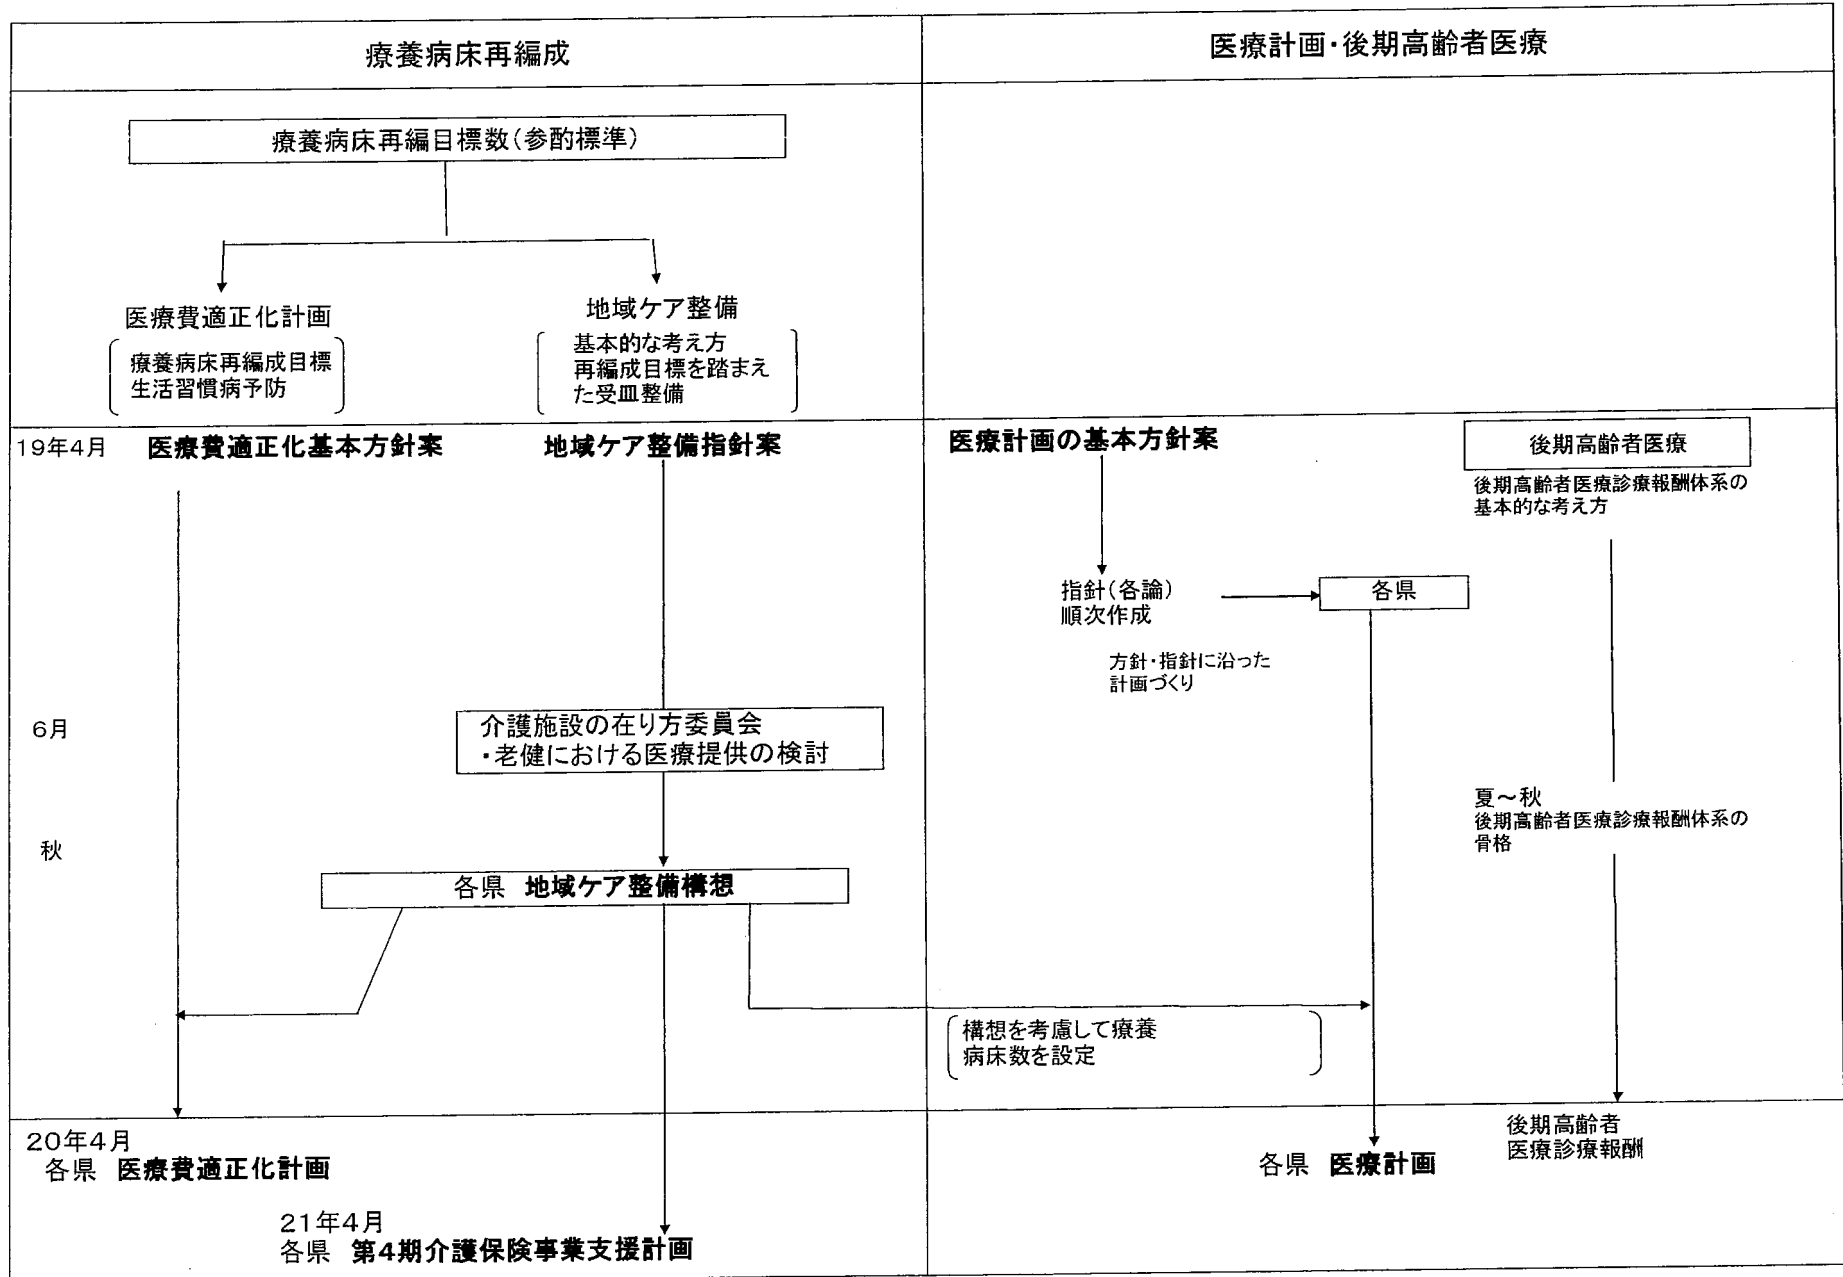 療養病床再編成
医療計画・後期高齢者医療
療養病床再編目標数(参酌標準)
医療費適正化計画
療養病床再編成目標
生活習慣病予防
地域ケア整備
基本的な考え方
再編成目標を踏まえ
た受皿整備
19年4月
医療費適正化基本方針案
地域ケア整備指針案
医療計画の基本方針案
後期高齢者医療
後期高齢者医療診療報酬体系の
基本的な考え方
指針(各論)
順次作成
各県
方針・指針に沿った
計画づくり
6月
介護施設の在り方委員会
・老健における医療提供の検討
夏～秋
後期高齢者医療診療報酬体系の
骨格
秋
各県 地域ケア整備構想
構想を考慮して療養
病床数を設定
20年4月
各県 医療費適正化計画
各県 医療計画
後期高齢者
医療診療報酬
21年4月
各県 第4期介護保険事業支援計画